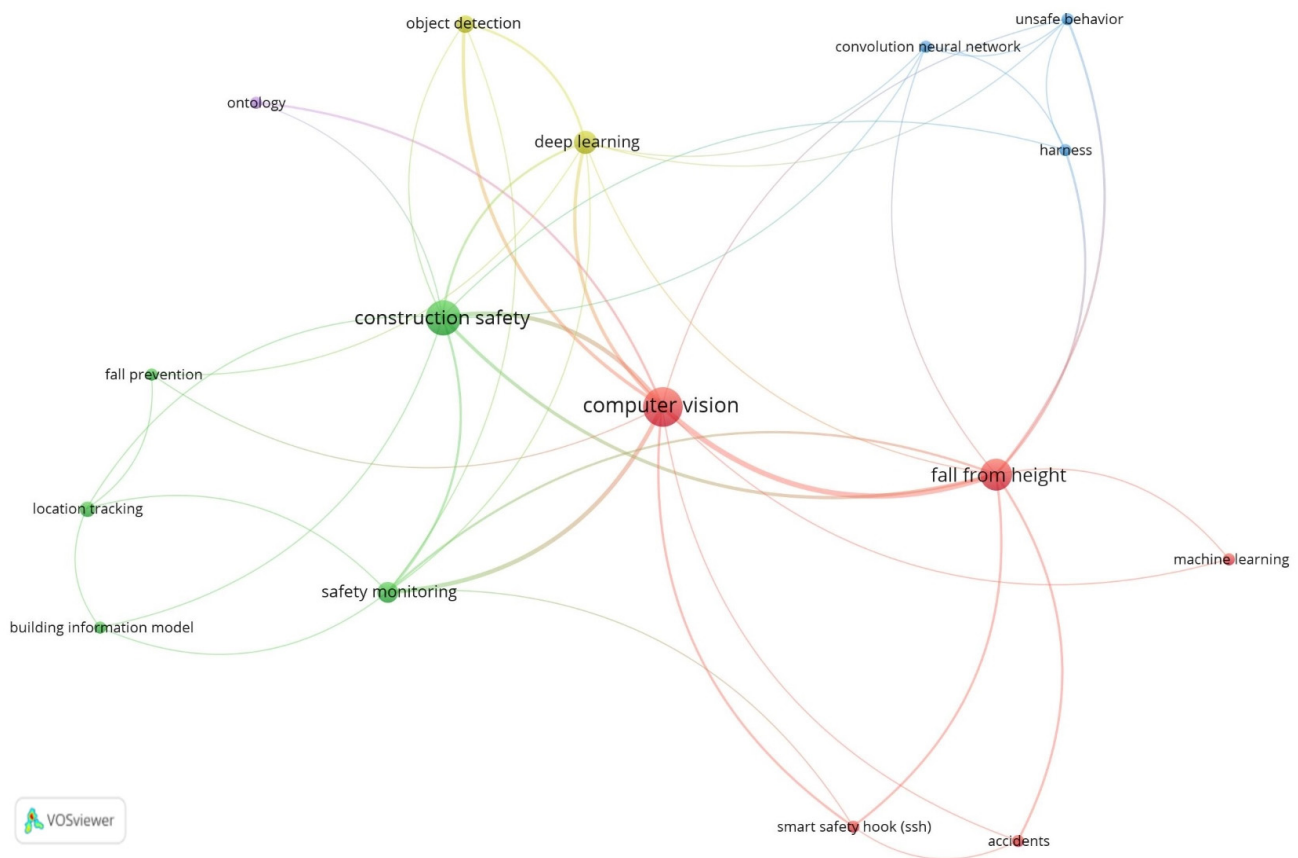 unsafe behavior
object detection
convolution neural network
ontology
deep learning
harness
construction safety
fall prevention
computer vision
fall from height
location tracking
machine learning
safety monitoring
building information model
smart safety hook (ssh)
accidents
VOSviewer